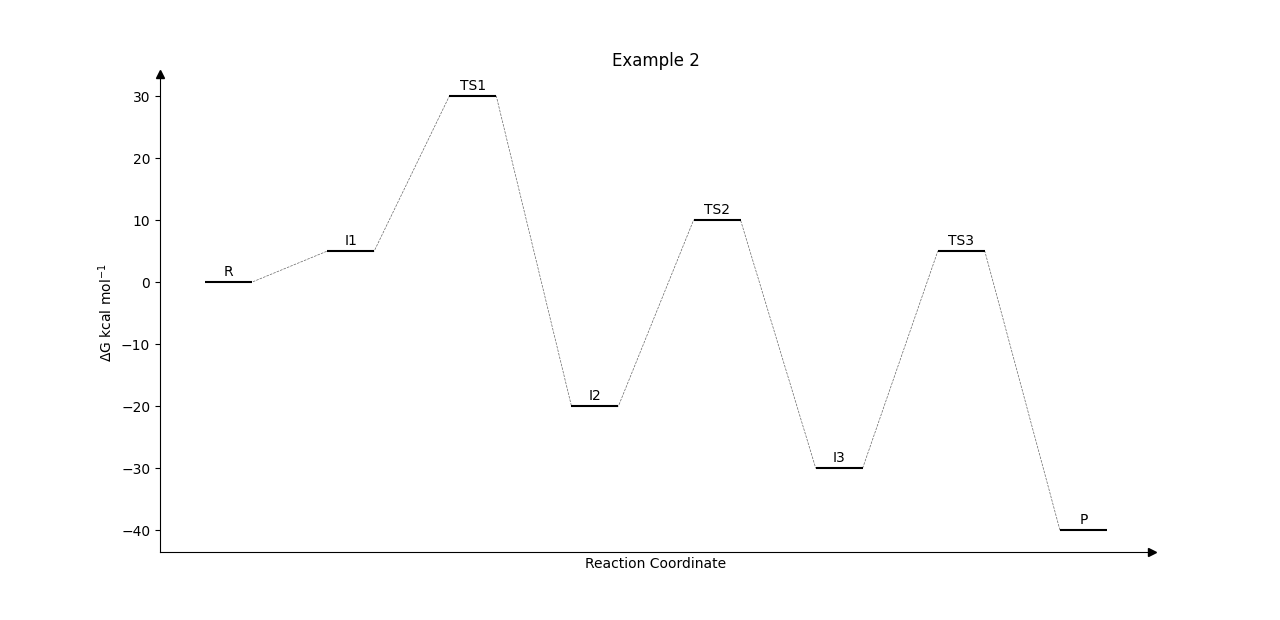 Example 2
30
20
10
0
−10
−20
−30
−40
ΔG kcal mol⁻¹
R
I1
TS1
I2
TS2
I3
TS3
P
Reaction Coordinate